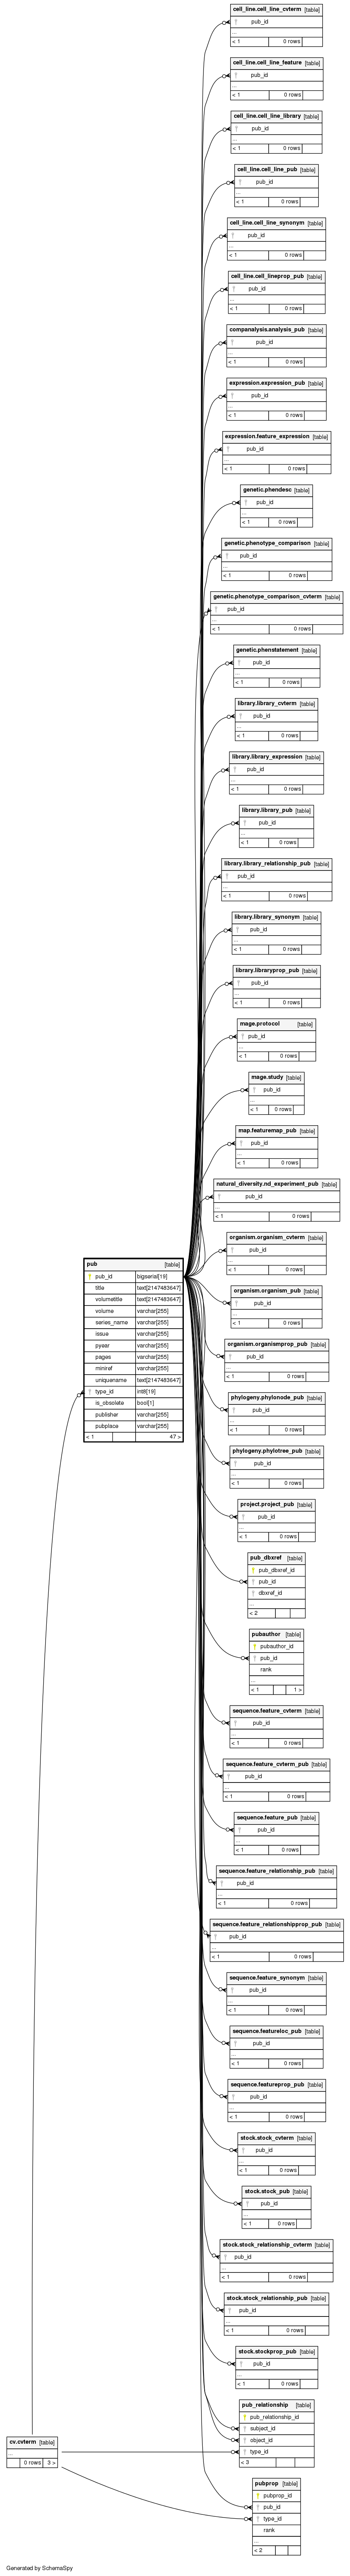 cell_line.cell_line_cvterm [table]
pub_id
...
< 1 0 rows
cell_line.cell_line_feature [table]
pub_id
...
< 1 0 rows
cell_line.cell_line_library [table]
pub_id
...
< 1 0 rows
cell_line.cell_line_pub [table]
pub_id
...
< 1 0 rows
cell_line.cell_line_synonym [table]
pub_id
...
< 1 0 rows
cell_line.cell_lineprop_pub [table]
pub_id
...
< 1 0 rows
companalysis.analysis_pub [table]
pub_id
...
< 1 0 rows
expression.expression_pub [table]
pub_id
...
< 1 0 rows
expression.feature_expression [table]
pub_id
...
< 1 0 rows
genetic.phendesc [table]
pub_id
...
< 1 0 rows
genetic.phenotype_comparison [table]
pub_id
...
< 1 0 rows
genetic.phenotype_comparison_cvterm [table]
pub_id
...
< 1 0 rows
genetic.phenstatement [table]
pub_id
...
< 1 0 rows
library.library_cvterm [table]
pub_id
...
< 1 0 rows
library.library_expression [table]
pub_id
...
< 1 0 rows
library.library_pub [table]
pub_id
...
< 1 0 rows
library.library_relationship_pub [table]
pub_id
...
< 1 0 rows
library.library_synonym [table]
pub_id
...
< 1 0 rows
library.libraryprop_pub [table]
pub_id
...
< 1 0 rows
mage.protocol [table]
pub_id
...
< 1 0 rows
mage.study [table]
pub_id
...
< 1 0 rows
map.featuremap_pub [table]
pub_id
...
< 1 0 rows
natural_diversity.nd_experiment_pub [table]
pub_id
...
< 1 0 rows
organism.organism_cvterm [table]
pub_id
...
< 1 0 rows
pub [table]
pub_id bigserial[19]
title text[2147483647]
volumetitle text[2147483647]
volume varchar[255]
series_name varchar[255]
issue varchar[255]
pyear varchar[255]
pages varchar[255]
miniref varchar[255]
uniquename text[2147483647]
type_id int8[19]
is_obsolete bool[1]
publisher varchar[255]
pubplace varchar[255]
< 1 47 >
organism.organism_pub [table]
pub_id
...
< 1 0 rows
organism.organismprop_pub [table]
pub_id
...
< 1 0 rows
phylogeny.phylonode_pub [table]
pub_id
...
< 1 0 rows
phylogeny.phylotree_pub [table]
pub_id
...
< 1 0 rows
project.project_pub [table]
pub_id
...
< 1 0 rows
pub_dbxref [table]
pub_dbxref_id
pub_id
dbxref_id
...
< 2
pubauthor [table]
pubauthor_id
pub_id
rank
...
< 1 1 >
sequence.feature_cvterm [table]
pub_id
...
< 1 0 rows
sequence.feature_cvterm_pub [table]
pub_id
...
< 1 0 rows
sequence.feature_pub [table]
pub_id
...
< 1 0 rows
sequence.feature_relationship_pub [table]
pub_id
...
< 1 0 rows
sequence.feature_relationshipprop_pub [table]
pub_id
...
< 1 0 rows
sequence.feature_synonym [table]
pub_id
...
< 1 0 rows
sequence.featureloc_pub [table]
pub_id
...
< 1 0 rows
sequence.featureprop_pub [table]
pub_id
...
< 1 0 rows
stock.stock_cvterm [table]
pub_id
...
< 1 0 rows
stock.stock_pub [table]
pub_id
...
< 1 0 rows
stock.stock_relationship_cvterm [table]
pub_id
...
< 1 0 rows
stock.stock_relationship_pub [table]
pub_id
...
< 1 0 rows
stock.stockprop_pub [table]
pub_id
...
< 1 0 rows
pub_relationship [table]
pub_relationship_id
subject_id
object_id
type_id
< 3
cv.cvterm [table]
...
0 rows 3 >
pubprop [table]
pubprop_id
pub_id
type_id
rank
...
< 2
Generated by SchemaSpy